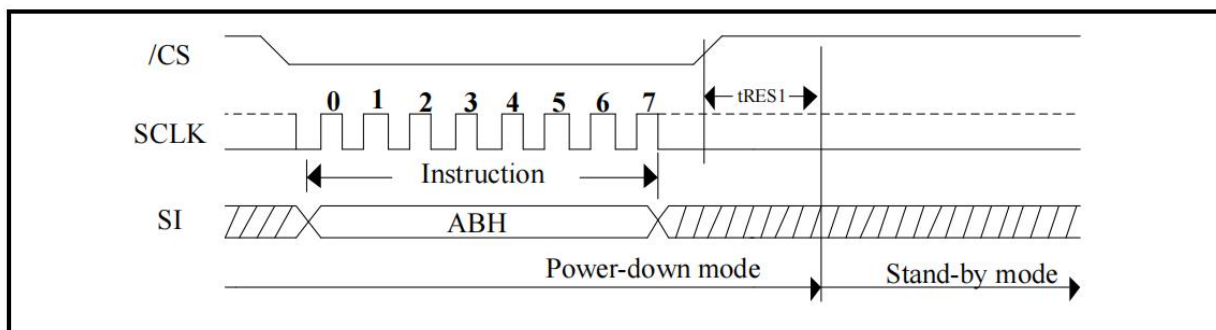 /CS
tRES1
0 1 2 3 4 5 6 7
SCLK
Instruction
SI
ABH
Power-down mode
Stand-by mode